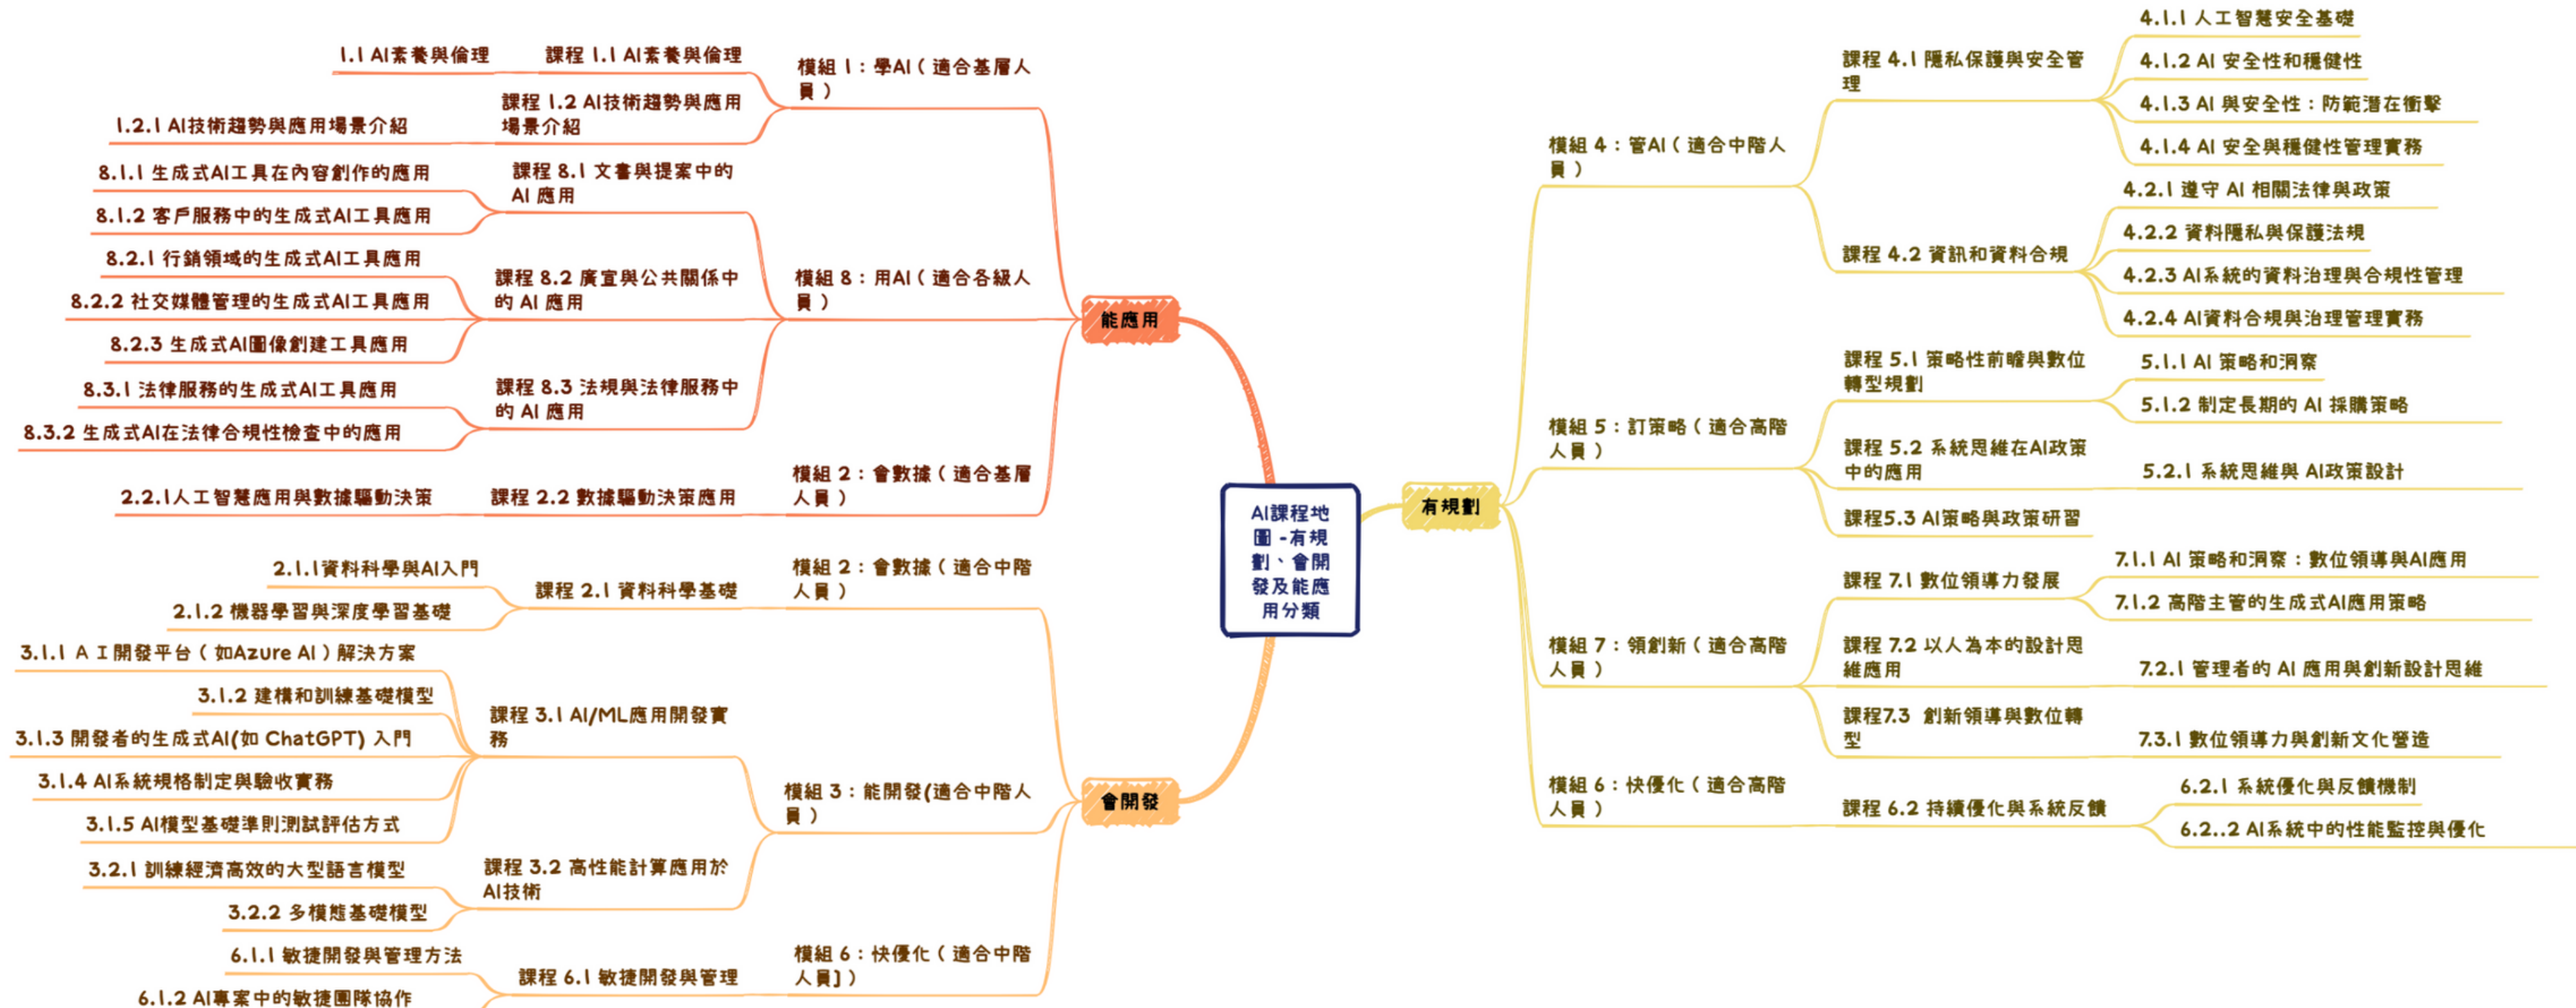 AI課程地
圖 -有規
劃、會開
發及能應
用分類
能應用
模組 1：學AI（適合基層人
員）
課程 1.1 AI素養與倫理
1.1 AI素養與倫理
課程 1.2 AI技術趨勢與應用
場景介紹
1.2.1 AI技術趨勢與應用場景介紹
模組 8：用AI（適合各級人
員）
課程 8.1 文書與提案中的
AI 應用
8.1.1 生成式AI工具在內容創作的應用
8.1.2 客戶服務中的生成式AI工具應用
課程 8.2 廣宣與公共關係中
的 AI 應用
8.2.1 行銷領域的生成式AI工具應用
8.2.2 社交媒體管理的生成式AI工具應用
8.2.3 生成式AI圖像創建工具應用
課程 8.3 法規與法律服務中
的 AI 應用
8.3.1 法律服務的生成式AI工具應用
8.3.2 生成式AI在法律合規性檢查中的應用
模組 2：會數據（適合基層
人員）
課程 2.2 數據驅動決策應用
2.2.1人工智慧應用與數據驅動決策
會開發
模組 2：會數據（適合中階
人員）
課程 2.1 資料科學基礎
2.1.1資料科學與AI入門
2.1.2 機器學習與深度學習基礎
模組 3：能開發(適合中階人
員）
課程 3.1 AI/ML應用開發實
務
3.1.1 ＡＩ開發平台（如Azure AI）解決方案
3.1.2 建構和訓練基礎模型
3.1.3 開發者的生成式AI(如 ChatGPT) 入門
3.1.4 AI系統規格制定與驗收實務
3.1.5 AI模型基礎準則測試評估方式
課程 3.2 高性能計算應用於
AI技術
3.2.1 訓練經濟高效的大型語言模型
3.2.2 多模態基礎模型
模組 6：快優化（適合中階
人員]）
課程 6.1 敏捷開發與管理
6.1.1 敏捷開發與管理方法
6.1.2 AI專案中的敏捷團隊協作
有規劃
模組 4：管AI（適合中階人
員）
課程 4.1 隱私保護與安全管
理
4.1.1 人工智慧安全基礎
4.1.2 AI 安全性和穩健性
4.1.3 AI 與安全性：防範潛在衝擊
4.1.4 AI 安全與穩健性管理實務
課程 4.2 資訊和資料合規
4.2.1 遵守 AI 相關法律與政策
4.2.2 資料隱私與保護法規
4.2.3 AI系統的資料治理與合規性管理
4.2.4 AI資料合規與治理管理實務
模組 5：訂策略（適合高階
人員）
課程 5.1 策略性前瞻與數位
轉型規劃
5.1.1 AI 策略和洞察
5.1.2 制定長期的 AI 採購策略
課程 5.2 系統思維在AI政策
中的應用
5.2.1 系統思維與 AI政策設計
課程5.3 AI策略與政策研習
模組 7：領創新（適合高階
人員）
課程 7.1 數位領導力發展
7.1.1 AI 策略和洞察：數位領導與AI應用
7.1.2 高階主管的生成式AI應用策略
課程 7.2 以人為本的設計思
維應用
7.2.1 管理者的 AI 應用與創新設計思維
課程7.3  創新領導與數位轉
型
7.3.1 數位領導力與創新文化營造
模組 6：快優化（適合高階
人員）
課程 6.2 持續優化與系統反饋
6.2.1 系統優化與反饋機制
6.2..2 AI系統中的性能監控與優化